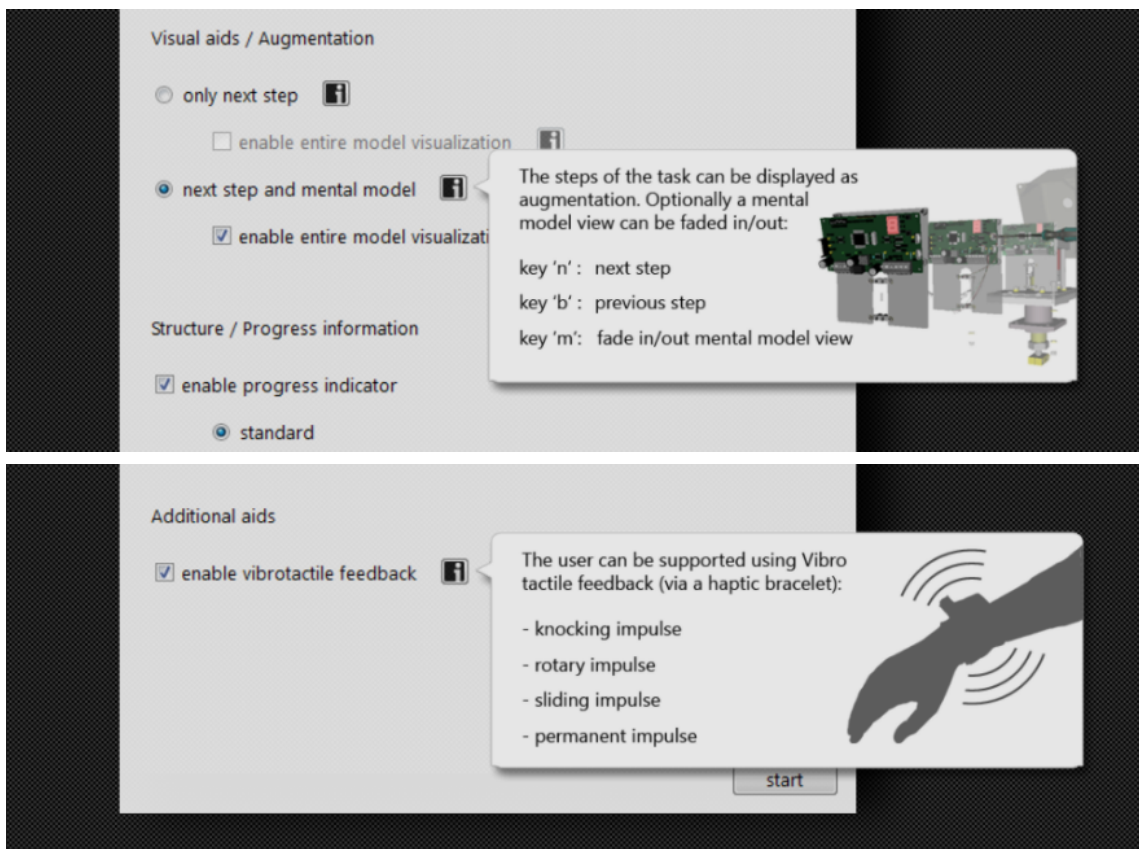 Visual aids / Augmentation
only next step
enable entire model visualization
next step and mental model
enable entire model visualizati
The steps of the task can be displayed as
augmentation. Optionally a mental
model view can be faded in/out:
key ‘n‘ : next step
key ‘b‘ : previous step
key ‘m‘: fade in/out mental model view
Structure / Progress information
enable progress indicator
standard
Additional aids
enable vibrotactile feedback
The user can be supported using Vibro
tactile feedback (via a haptic bracelet):
- knocking impulse
- rotary impulse
- sliding impulse
- permanent impulse
start